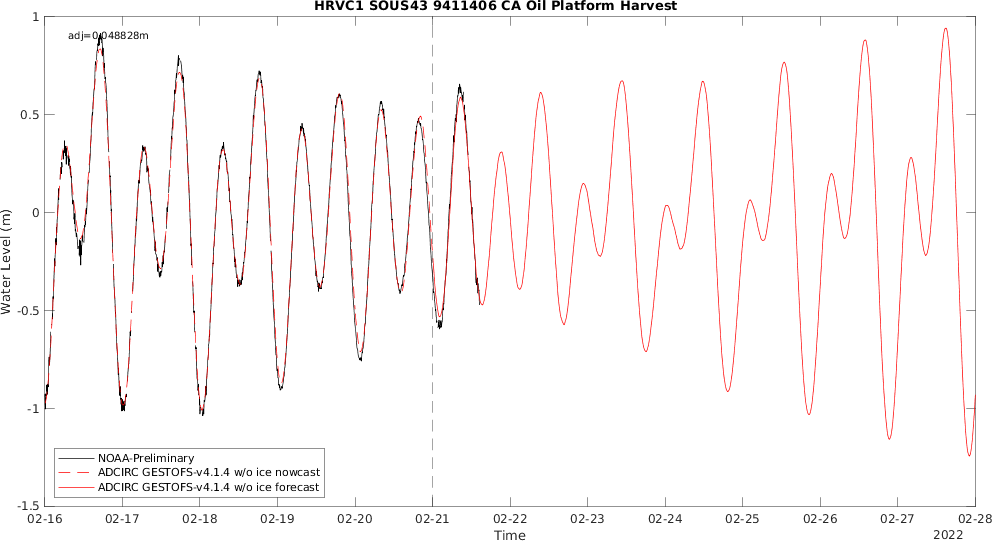 HRVC1 SOUS43 9411406 CA Oil Platform Harvest
adj=0.048828m
1
0.5
0
-0.5
-1
-1.5
Water Level (m)
NOAA-Preliminary
ADCIRC GESTOFS-v4.1.4 w/o ice nowcast
ADCIRC GESTOFS-v4.1.4 w/o ice forecast
02-16 02-17 02-18 02-19 02-20 02-21 02-22 02-23 02-24 02-25 02-26 02-27 02-28
Time
2022